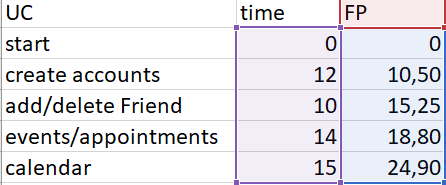 UC time FP
start 0 0
create accounts 12 10,50
add/delete Friend 10 15,25
events/appointments 14 18,80
calendar 15 24,90